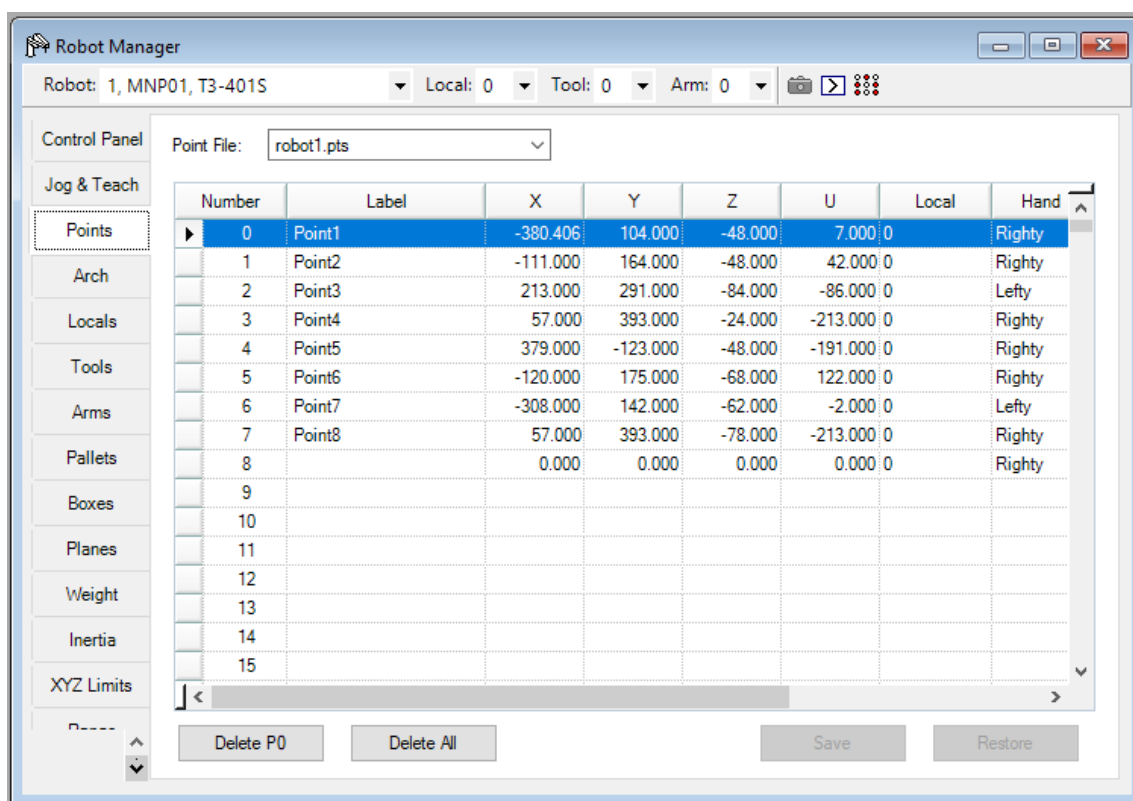 Robot Manager
Robot: 1, MNP01, T3-401S Local: 0 Tool: 0 Arm: 0
Control Panel
Jog & Teach
Points
Arch
Locals
Tools
Arms
Pallets
Boxes
Planes
Weight
Inertia
XYZ Limits
Point File: robot1.pts
Number Label X Y Z U Local Hand
0 Point1 -380.406 104.000 -48.000 7.000 0 Righty
1 Point2 -111.000 164.000 -48.000 42.000 0 Righty
2 Point3 213.000 291.000 -84.000 -86.000 0 Lefty
3 Point4 57.000 393.000 -24.000 -213.000 0 Righty
4 Point5 379.000 -123.000 -48.000 -191.000 0 Righty
5 Point6 -120.000 175.000 -68.000 122.000 0 Righty
6 Point7 -308.000 142.000 -62.000 -2.000 0 Lefty
7 Point8 57.000 393.000 -78.000 -213.000 0 Righty
8 0.000 0.000 0.000 0.000 0 Righty
9
10
11
12
13
14
15
Delete P0 Delete All Save Restore